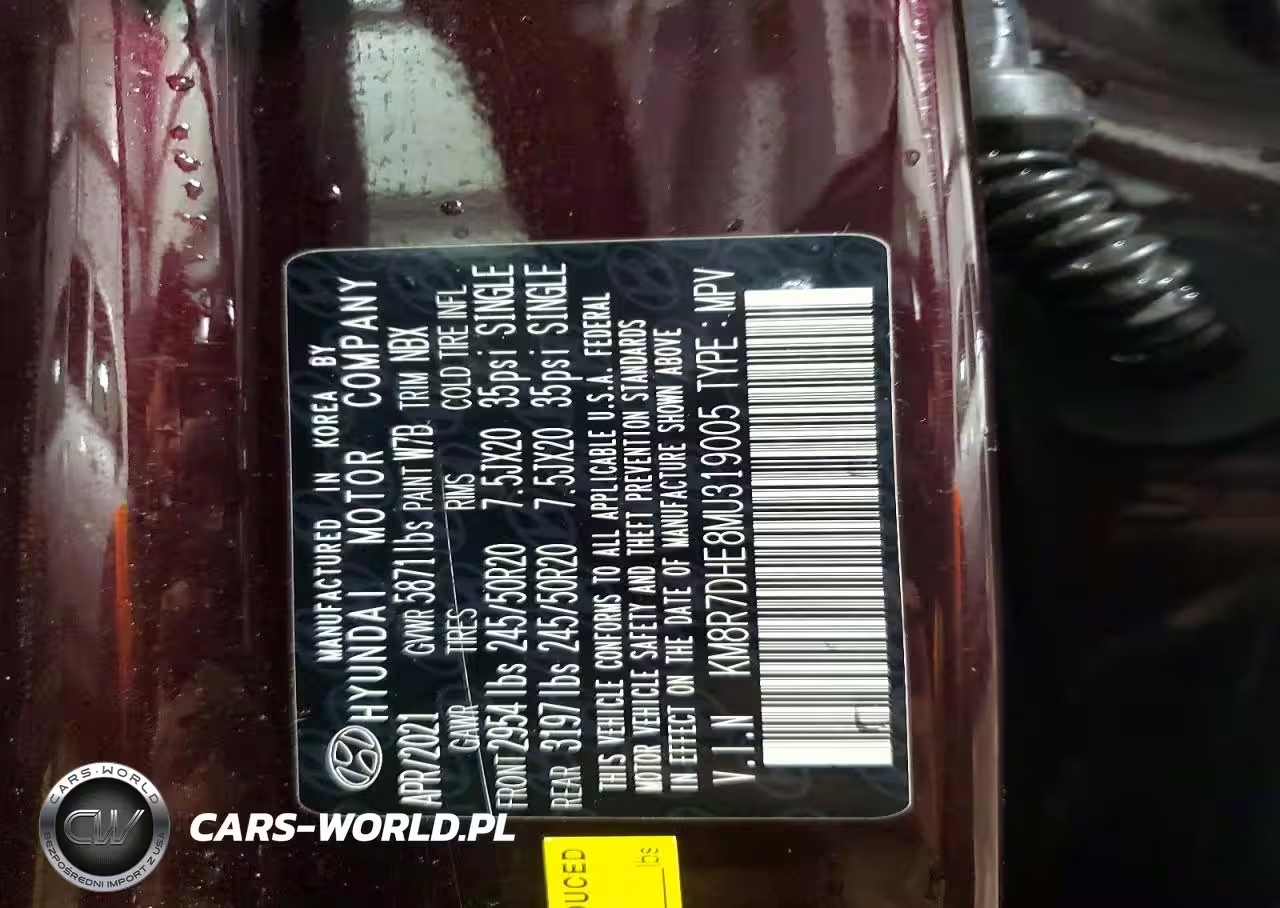 MANUFACTURED IN KOREA BY
HYUNDAI MOTOR COMPANY
APR/2021 GVWR 5871lbs PAINT W7B TRIM NBX
GAWR TIRES RIMS COLD TIRE INFL
FRONT 2954lbs 245/50R20 7.5JX20 35psi SINGLE
REAR 3197lbs 245/50R20 7.5JX20 35psi SINGLE
THIS VEHICLE CONFORMS TO ALL APPLICABLE U.S.A. FEDERAL
MOTOR VEHICLE SAFETY AND THEFT PREVENTION STANDARDS
IN EFFECT ON THE DATE OF MANUFACTURE SHOWN ABOVE
V.I.N KM8R7DHE8MU319005 TYPE : MPV
DUCED
lbs
CARS-WORLD
CW
BEZPOŚREDNI IMPORT Z USA
CARS-WORLD.PL